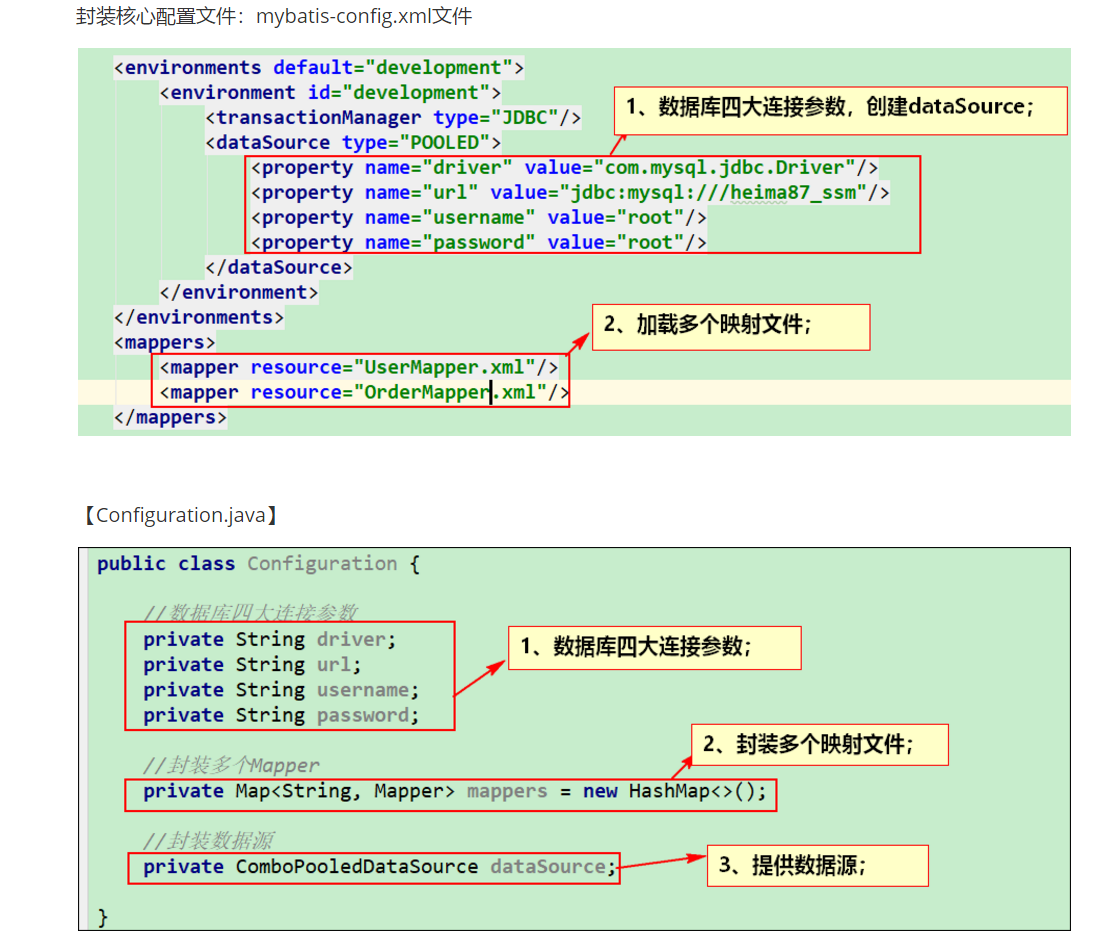 封装核心配置文件：mybatis-config.xml文件
<environments default="development">
<environment id="development">
1、数据库四大连接参数，创建dataSource；
<transactionManager type="JDBC"/>
<dataSource type="POOLED">
<property name="driver" value="com.mysql.jdbc.Driver"/>
<property name="url" value="jdbc:mysql:///heima87_ssm"/>
<property name="username" value="root"/>
<property name="password" value="root"/>
</dataSource>
</environment>
</environments>
2、加载多个映射文件；
<mappers>
<mapper resource="UserMapper.xml"/>
<mapper resource="OrderMapper.xml"/>
</mappers>
【Configuration.java】
public class Configuration {
//数据库四大连接参数
private String driver;
1、数据库四大连接参数；
private String url;
private String username;
private String password;
2、封装多个映射文件；
//封装多个Mapper
private Map<String, Mapper> mappers = new HashMap<>();
//封装数据源
private ComboPooledDataSource dataSource;
3、提供数据源；
}